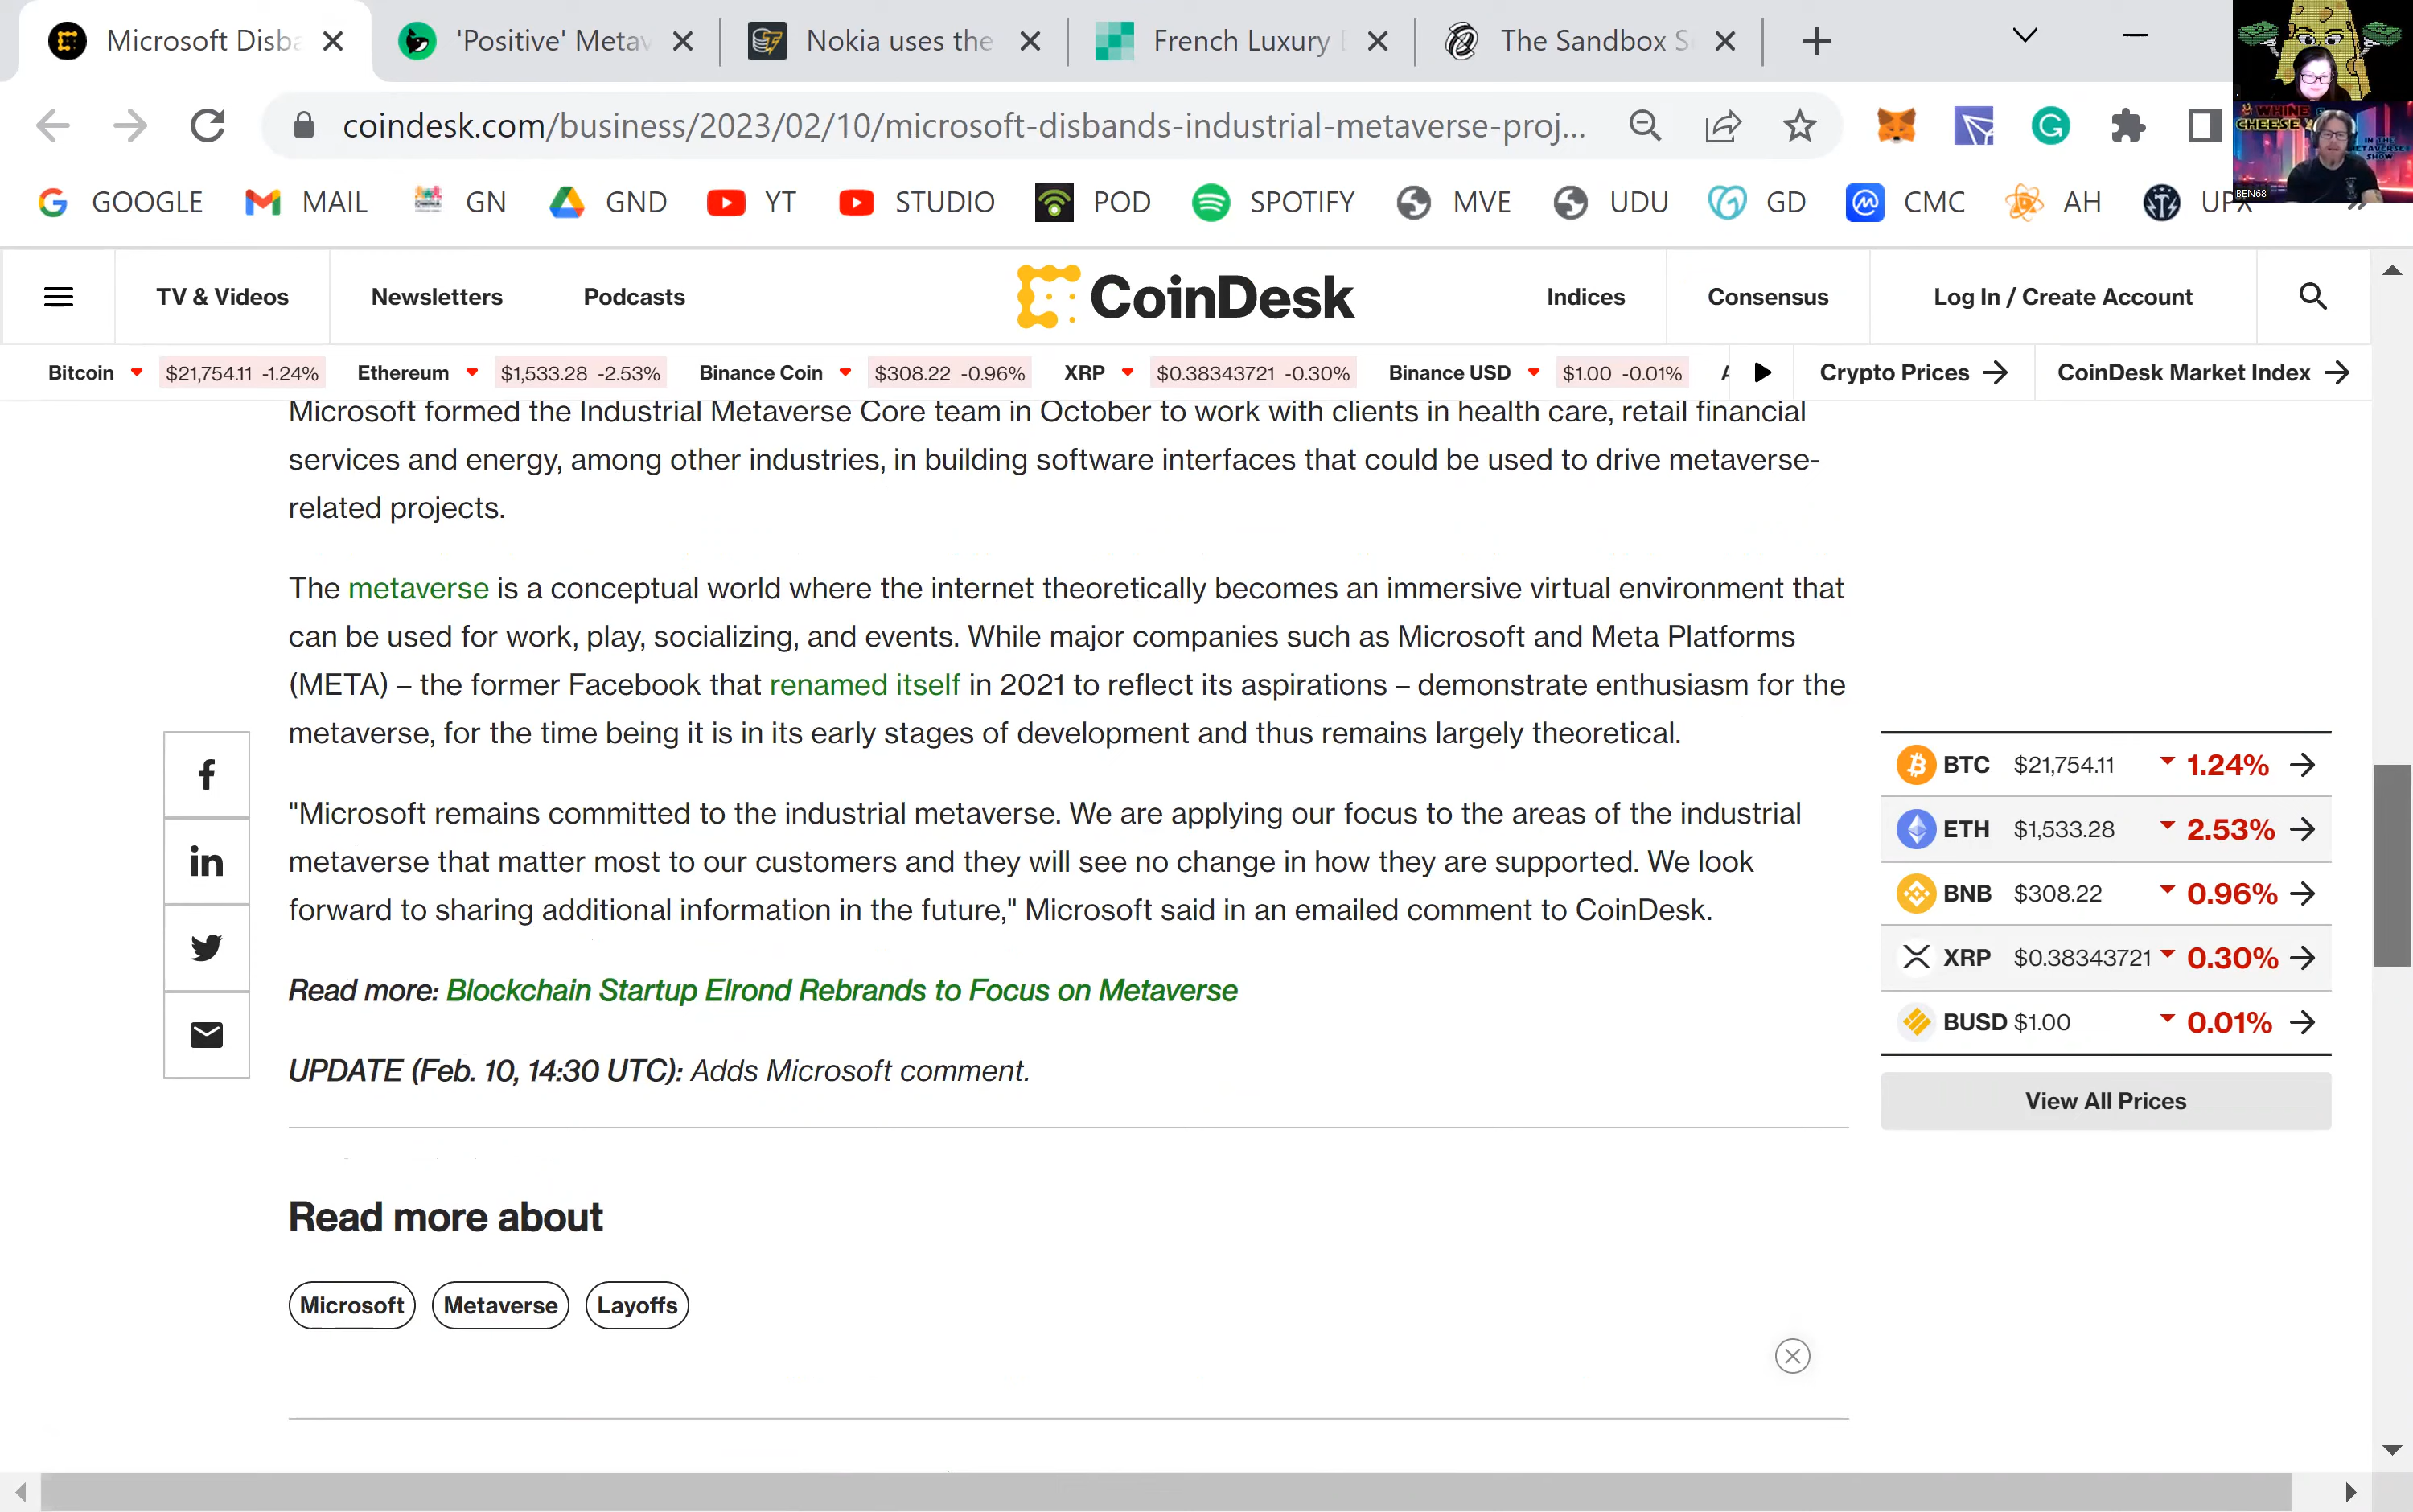 Microsoft Disba
'Positive' Metav
Nokia uses the
French Luxury
The Sandbox S
coindesk.com/business/2023/02/10/microsoft-disbands-industrial-metaverse-proj...
GOOGLE MAIL GN GND YT STUDIO POD SPOTIFY MVE UDU GD CMC AH UPX »
WHINE
CHEESE
IN THE
METAVERSE
SHOW
BEN68
TV & Videos Newsletters Podcasts CoinDesk Indices Consensus Log In / Create Account
Bitcoin $21,754.11 -1.24% Ethereum $1,533.28 -2.53% Binance Coin $308.22 -0.96% XRP $0.38343721 -0.30% Binance USD $1.00 -0.01% Crypto Prices → CoinDesk Market Index →
Microsoft formed the Industrial Metaverse Core team in October to work with clients in health care, retail financial
services and energy, among other industries, in building software interfaces that could be used to drive metaverse-
related projects.
The metaverse is a conceptual world where the internet theoretically becomes an immersive virtual environment that
can be used for work, play, socializing, and events. While major companies such as Microsoft and Meta Platforms
(META) – the former Facebook that renamed itself in 2021 to reflect its aspirations – demonstrate enthusiasm for the
metaverse, for the time being it is in its early stages of development and thus remains largely theoretical.
"Microsoft remains committed to the industrial metaverse. We are applying our focus to the areas of the industrial
metaverse that matter most to our customers and they will see no change in how they are supported. We look
forward to sharing additional information in the future," Microsoft said in an emailed comment to CoinDesk.
Read more: Blockchain Startup Elrond Rebrands to Focus on Metaverse
UPDATE (Feb. 10, 14:30 UTC): Adds Microsoft comment.
BTC $21,754.11 1.24% →
ETH $1,533.28 2.53% →
BNB $308.22 0.96% →
XRP $0.38343721 0.30% →
BUSD $1.00 0.01% →
View All Prices
Read more about
Microsoft Metaverse Layoffs